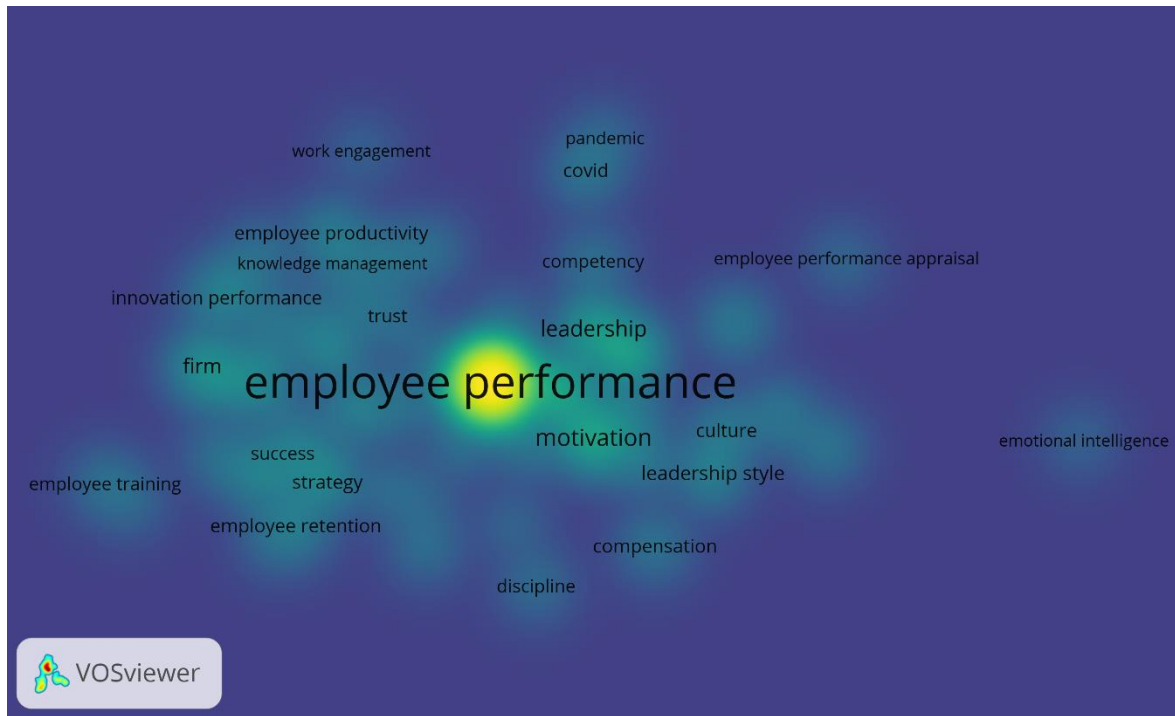 pandemic
work engagement
covid
employee productivity
knowledge management
competency
employee performance appraisal
innovation performance
trust
leadership
firm
employee performance
motivation
culture
emotional intelligence
success
leadership style
employee training
strategy
employee retention
compensation
discipline
VOSviewer